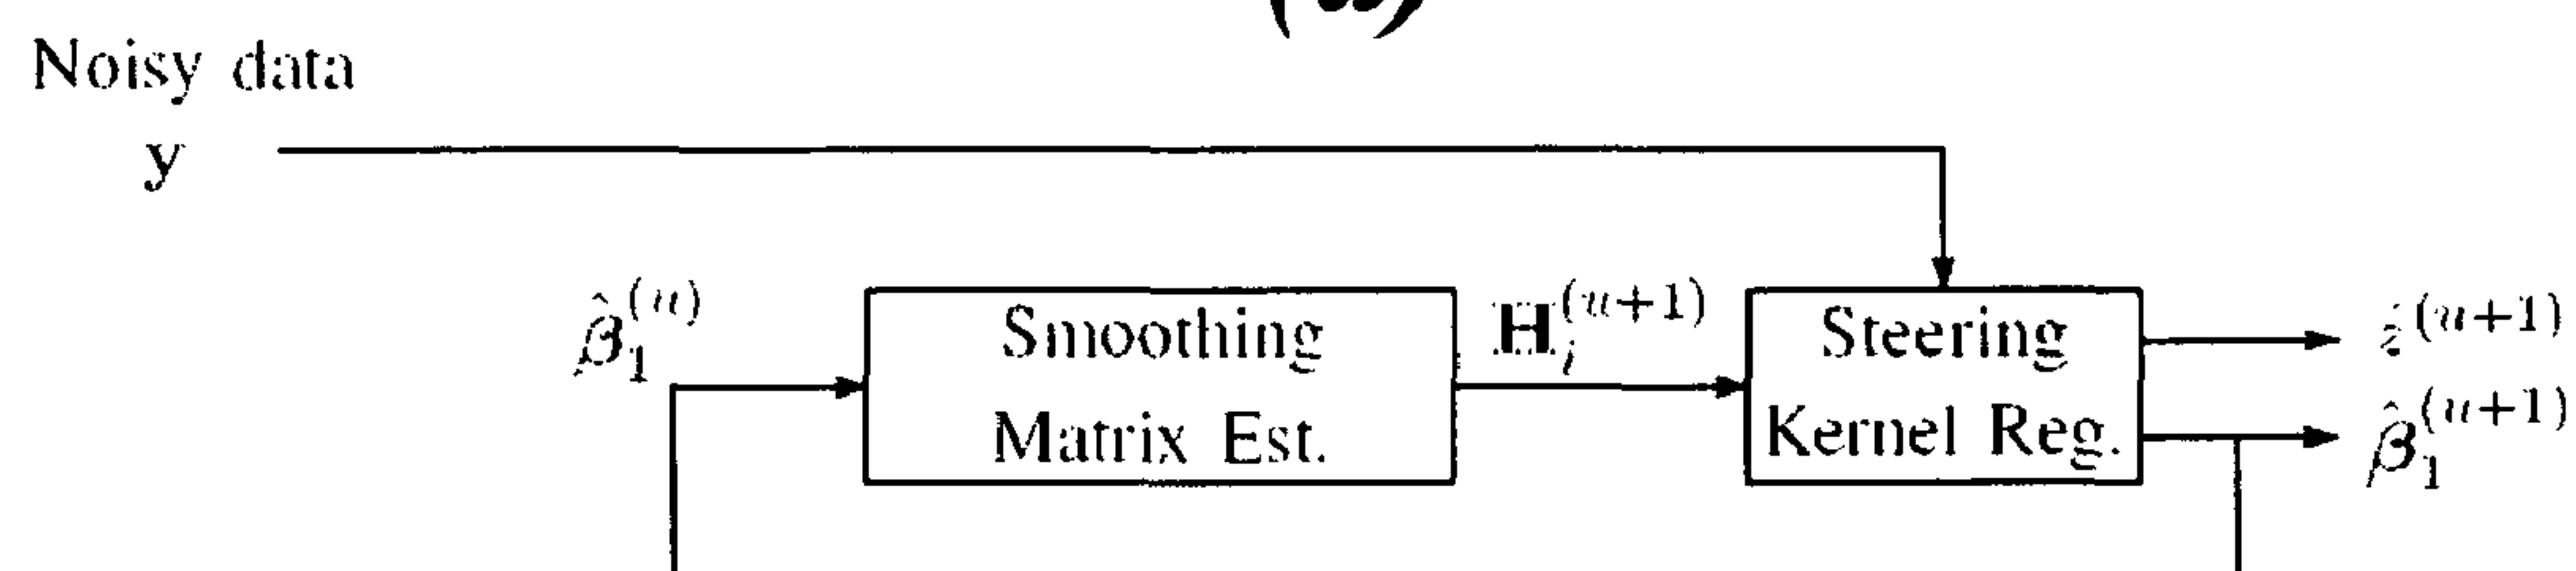 (a)
Noisy data
y
β̂₁⁽ⁿ⁾
Smoothing
Matrix Est.
H_i^(n+1)
Steering
Kernel Reg.
ẑ^(n+1)
β̂₁^(n+1)